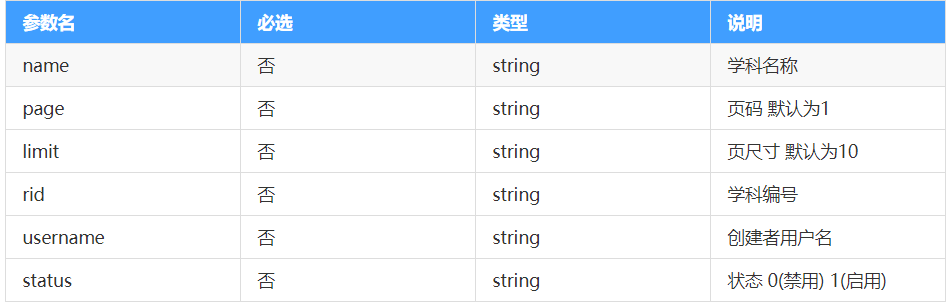 参数名 必选 类型 说明
name 否 string 学科名称
page 否 string 页码 默认为1
limit 否 string 页尺寸 默认为10
rid 否 string 学科编号
username 否 string 创建者用户名
status 否 string 状态 0(禁用) 1(启用)